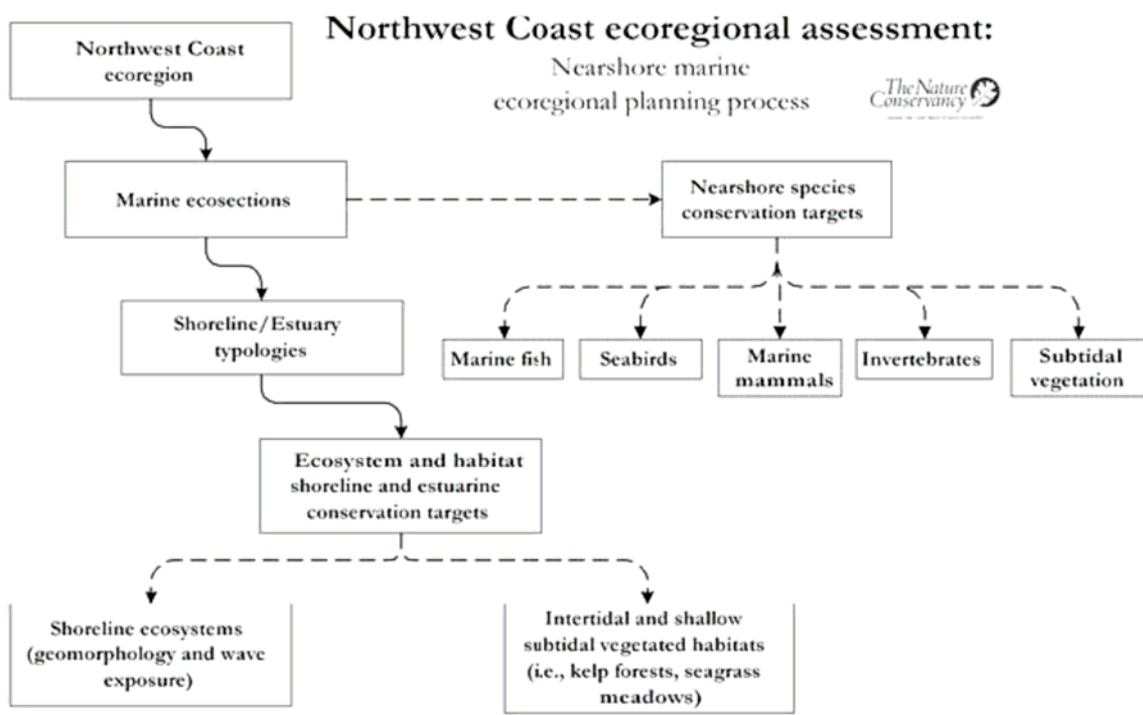 Northwest Coast ecoregional assessment:
Nearshore marine
ecoregional planning process
The Nature
Conservancy
Northwest Coast
ecoregion
Marine ecosections
Nearshore species
conservation targets
Shoreline/Estuary
typologies
Marine fish
Seabirds
Marine
mammals
Invertebrates
Subtidal
vegetation
Ecosystem and habitat
shoreline and estuarine
conservation targets
Shoreline ecosystems
(geomorphology and wave
exposure)
Intertidal and shallow
subtidal vegetated habitats
(i.e., kelp forests, seagrass
meadows)